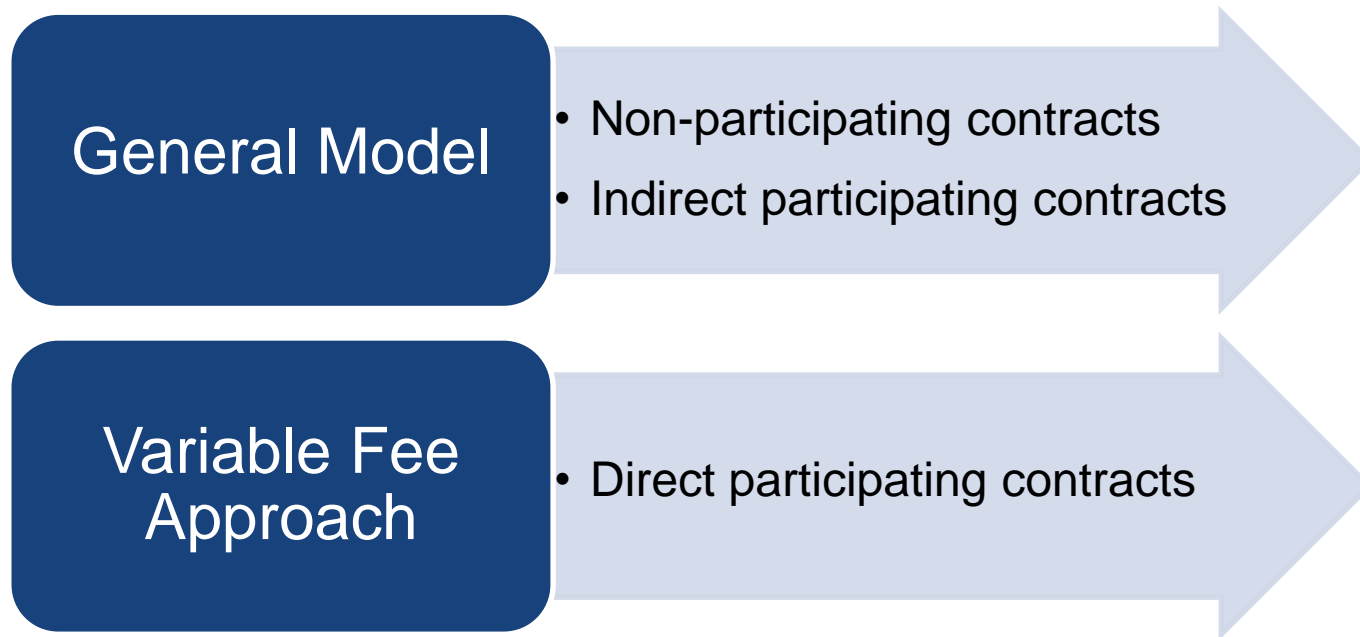 General Model
• Non-participating contracts
• Indirect participating contracts
Variable Fee
Approach
• Direct participating contracts